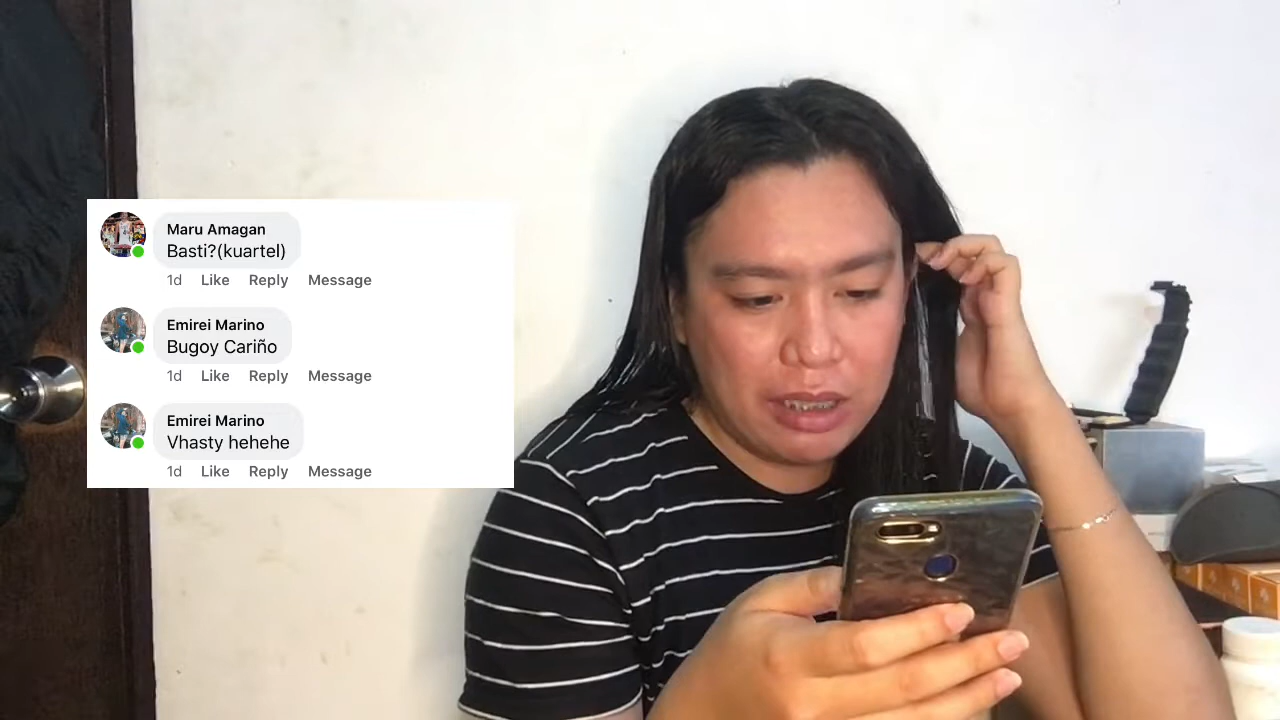 Maru Amagan
Basti?(kuartel)
1d Like Reply Message
Emirei Marino
Bugoy Cariño
1d Like Reply Message
Emirei Marino
Vhasty hehehe
1d Like Reply Message